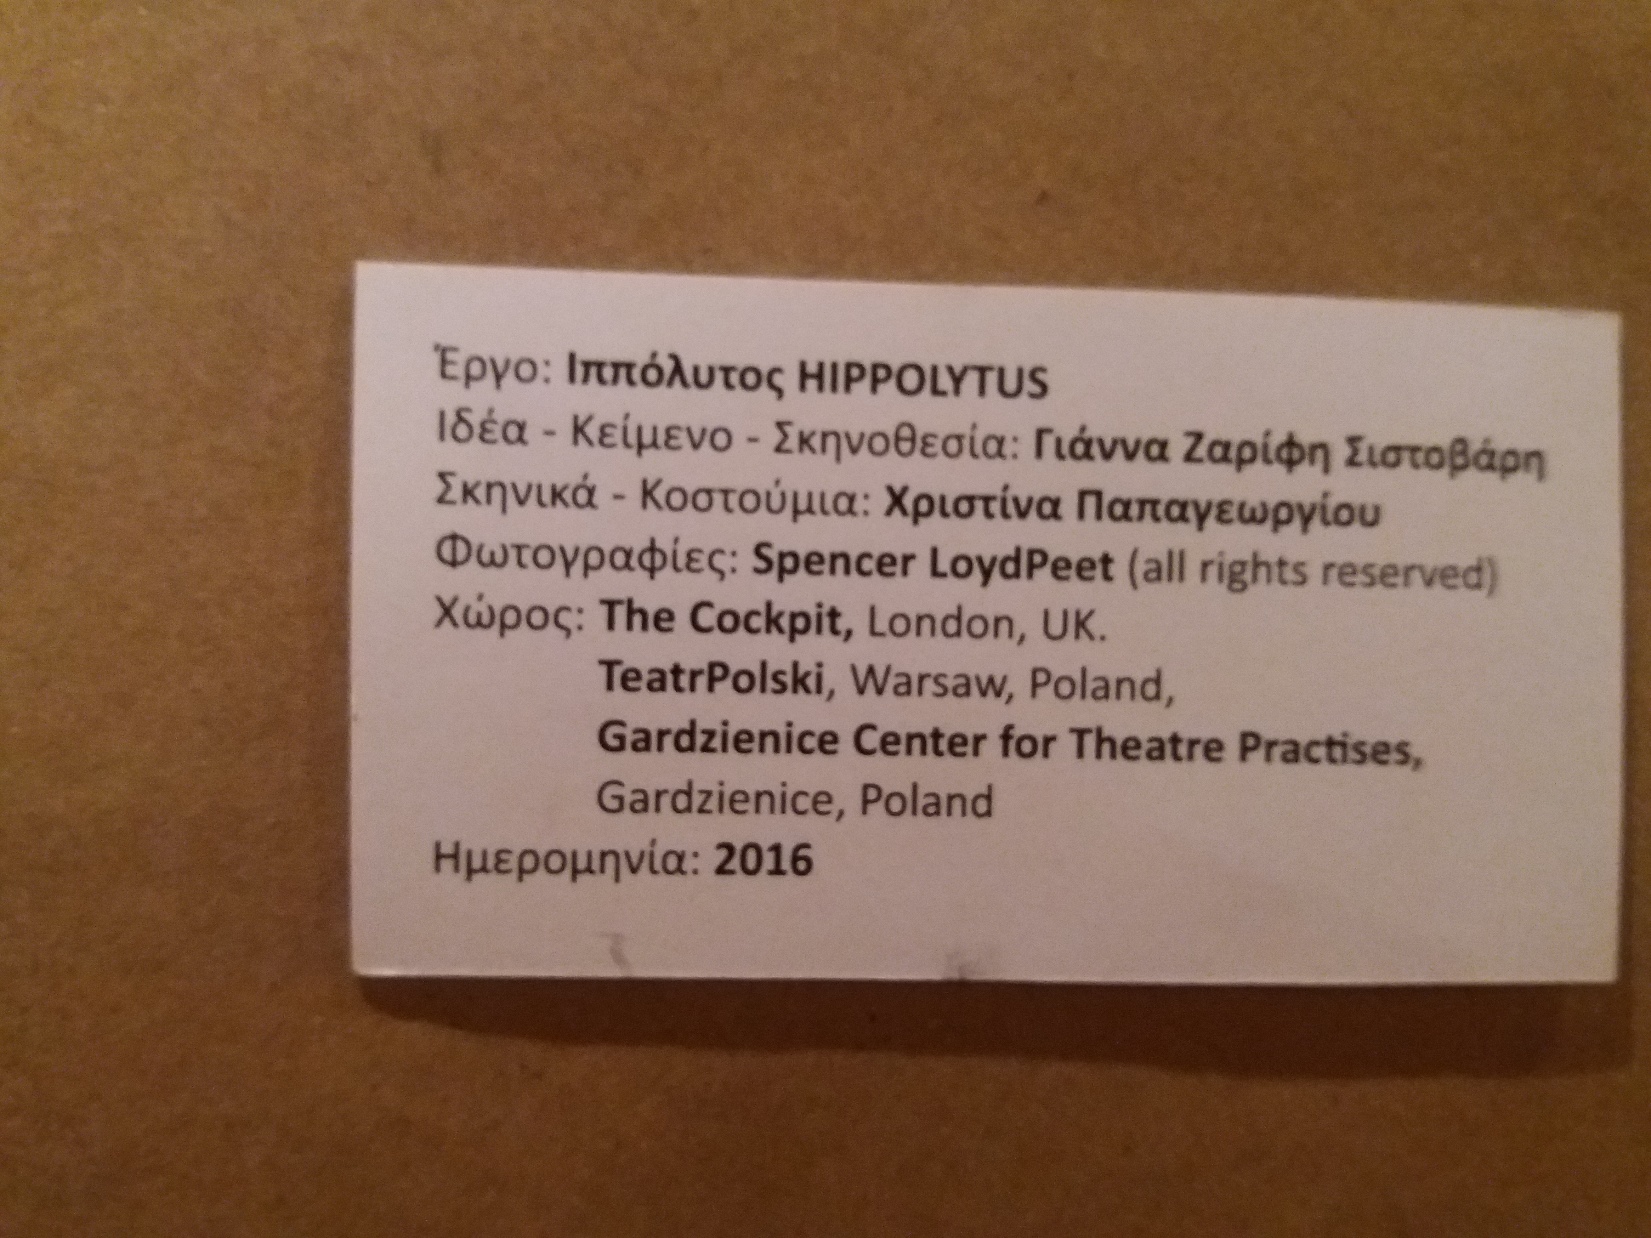 Έργο: Ιππόλυτος HIPPOLYTUS
Ιδέα - Κείμενο - Σκηνοθεσία: Γιάννα Ζαρίφη Σιστοβάρη
Σκηνικά - Κοστούμια: Χριστίνα Παπαγεωργίου
Φωτογραφίες: Spencer LoydPeet (all rights reserved)
Χώρος: The Cockpit, London, UK.
TeatrPolski, Warsaw, Poland,
Gardzienice Center for Theatre Practises,
Gardzienice, Poland
Ημερομηνία: 2016